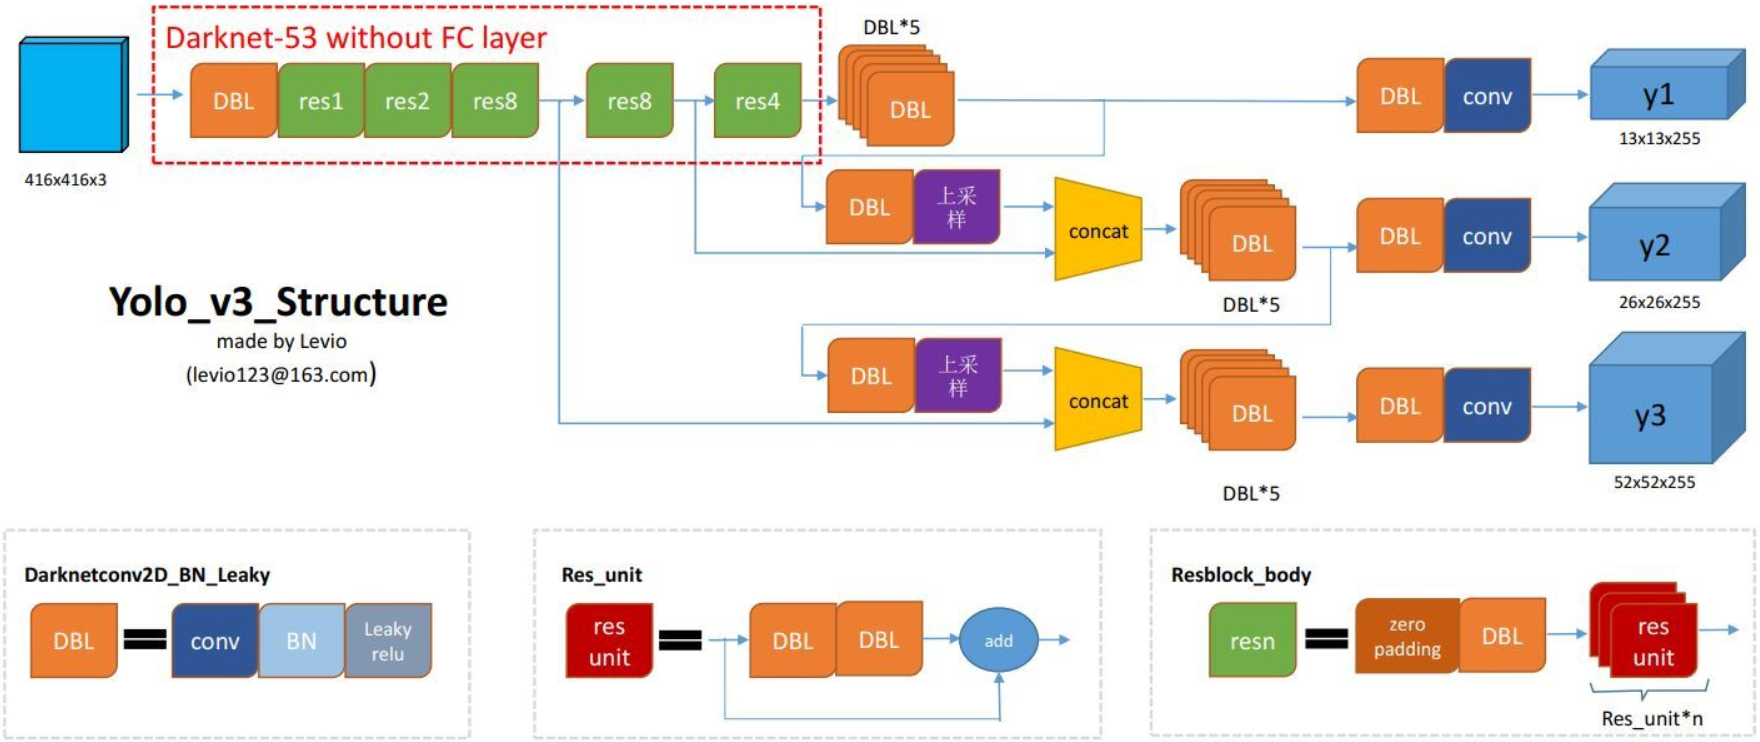 Darknet-53 without FC layer
DBL*5
DBL
res1
res2
res8
res8
res4
DBL
DBL
conv
y1
13x13x255
416x416x3
DBL
上采
样
concat
DBL
DBL*5
DBL
conv
y2
26x26x255
Yolo_v3_Structure
made by Levio
(levio123@163.com)
DBL
上采
样
concat
DBL
DBL*5
DBL
conv
y3
52x52x255
Darknetconv2D_BN_Leaky
DBL
conv
BN
Leaky
relu
Res_unit
res
unit
DBL
DBL
add
Resblock_body
resn
zero
padding
DBL
res
unit
Res_unit*n